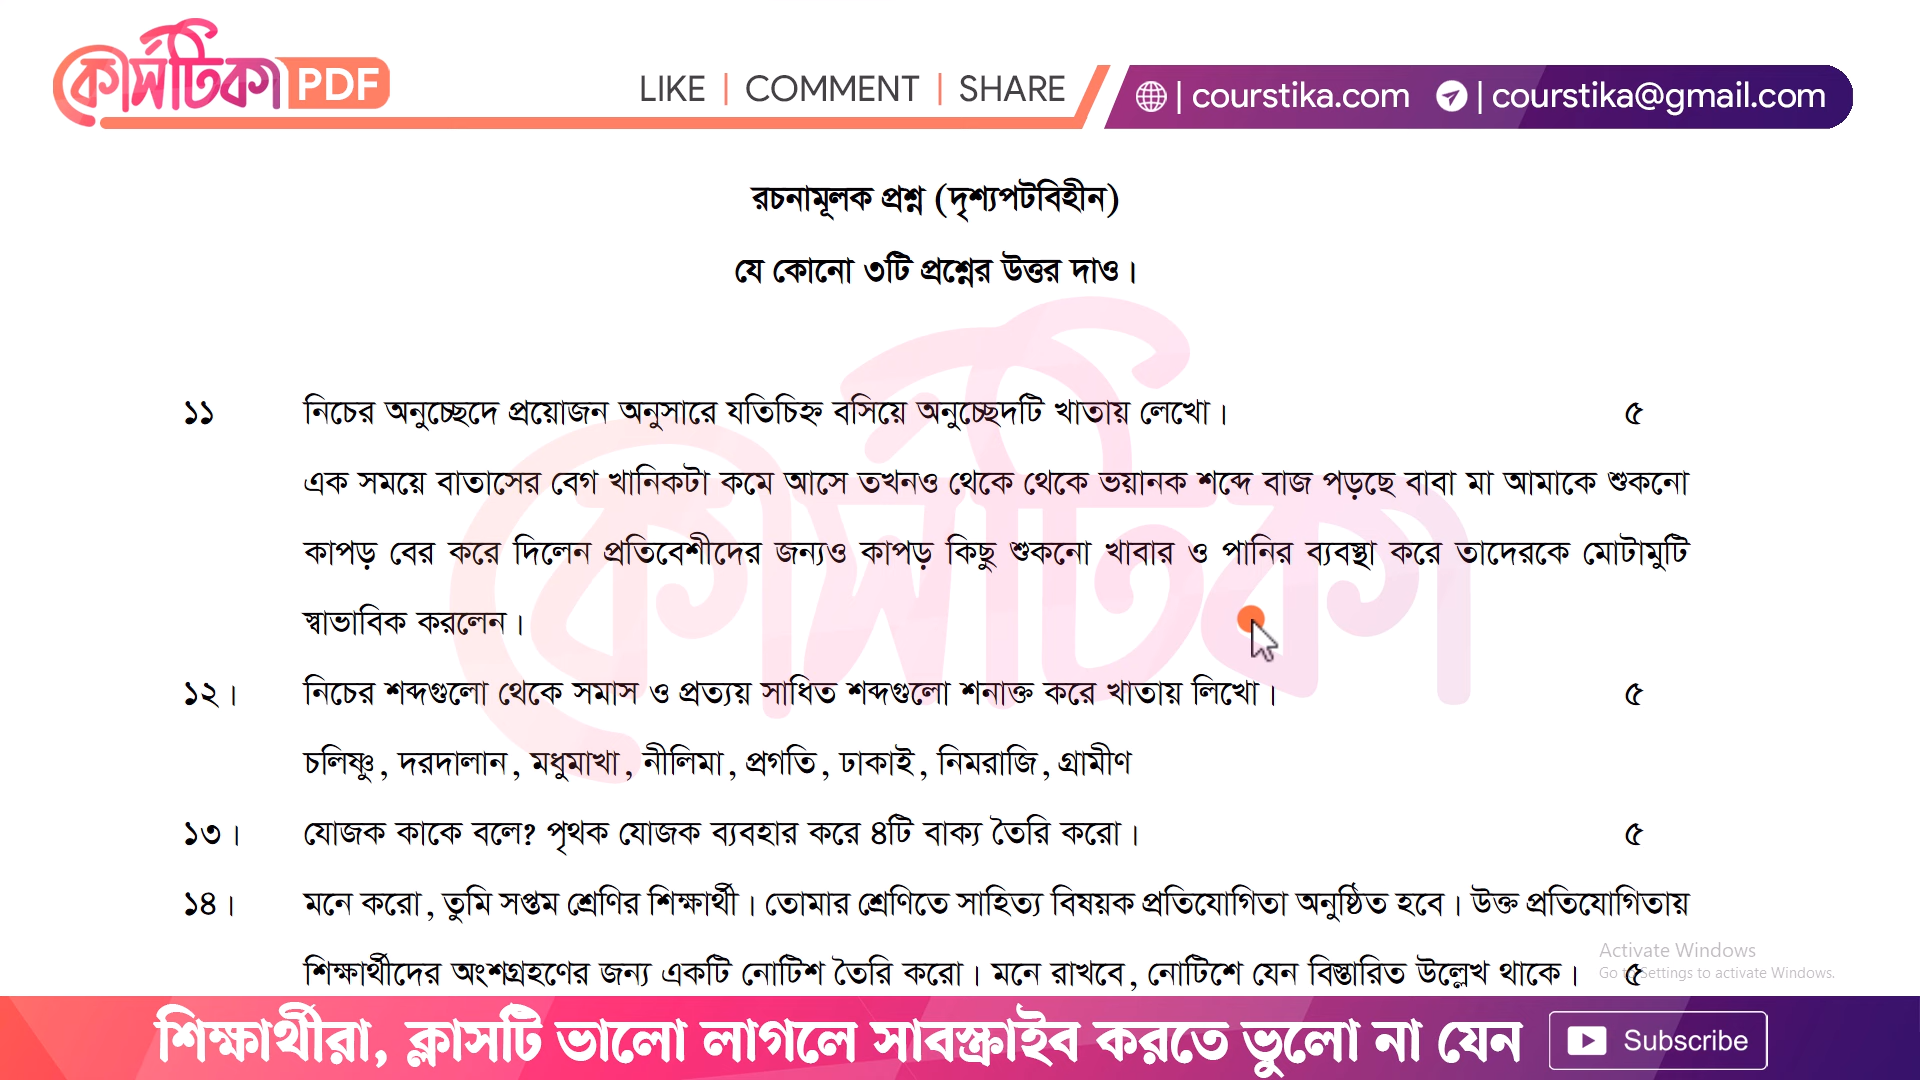 কোর্সটিকা PDF
LIKE | COMMENT | SHARE
| courstika.com | courstika@gmail.com
রচনামূলক প্রশ্ন (দৃশ্যপটবিহীন)
যে কোনো ৩টি প্রশ্নের উত্তর দাও।
১১ নিচের অনুচ্ছেদে প্রয়োজন অনুসারে যতিচিহ্ন বসিয়ে অনুচ্ছেদটি খাতায় লেখো। ৫
এক সময়ে বাতাসের বেগ খানিকটা কমে আসে তখনও থেকে থেকে ভয়ানক শব্দে বাজ পড়ছে বাবা মা আমাকে শুকনো
কাপড় বের করে দিলেন প্রতিবেশীদের জন্যও কাপড় কিছু শুকনো খাবার ও পানির ব্যবস্থা করে তাদেরকে মোটামুটি
স্বাভাবিক করলেন।
১২। নিচের শব্দগুলো থেকে সমাস ও প্রত্যয় সাধিত শব্দগুলো শনাক্ত করে খাতায় লিখো। ৫
চলিষ্ণু, দরদালান, মধুমাখা, নীলিমা, প্রগতি, ঢাকাই, নিমরাজি, গ্রামীণ
১৩। যোজক কাকে বলে? পৃথক যোজক ব্যবহার করে ৪টি বাক্য তৈরি করো। ৫
১৪। মনে করো, তুমি সপ্তম শ্রেণির শিক্ষার্থী। তোমার শ্রেণিতে সাহিত্য বিষয়ক প্রতিযোগিতা অনুষ্ঠিত হবে। উক্ত প্রতিযোগিতায়
শিক্ষার্থীদের অংশগ্রহণের জন্য একটি নোটিশ তৈরি করো। মনে রাখবে, নোটিশে যেন বিস্তারিত উল্লেখ থাকে। ৫
কোর্সটিকা
Activate Windows
Go to Settings to activate Windows.
শিক্ষার্থীরা, ক্লাসটি ভালো লাগলে সাবস্ক্রাইব করতে ভুলো না যেন
Subscribe